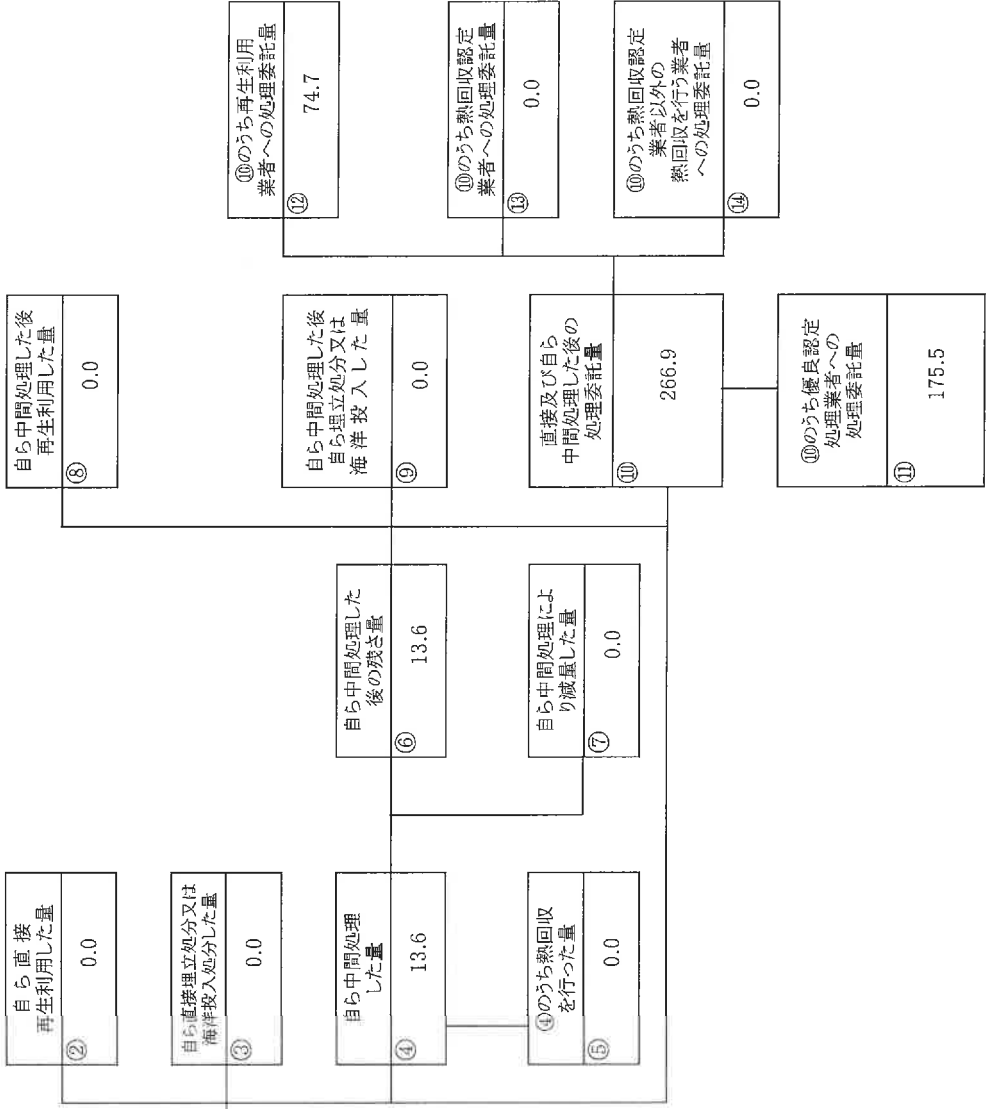 自ら直接
再生利用した量
②
0.0
自ら直接埋立処分又は
海洋投入処分した量
③
0.0
自ら中間処理
した量
④
13.6
④のうち熱回収
を行った量
⑤
0.0
自ら中間処理した
後の残さ量
⑥
13.6
自ら中間処理によ
り減量した量
⑦
0.0
自ら中間処理した後
再生利用した量
⑧
0.0
自ら中間処理した後
自ら埋立処分又は
海洋投入した量
⑨
0.0
直接及び自ら
中間処理した後の
処理委託量
⑩
266.9
⑩のうち優良認定
処理業者への
処理委託量
⑪
175.5
⑩のうち再生利用
業者への処理委託量
⑫
74.7
⑩のうち熱回収認定
業者への処理委託量
⑬
0.0
⑩のうち熱回収認定
業者以外の
熱回収を行う業者
への処理委託量
⑭
0.0